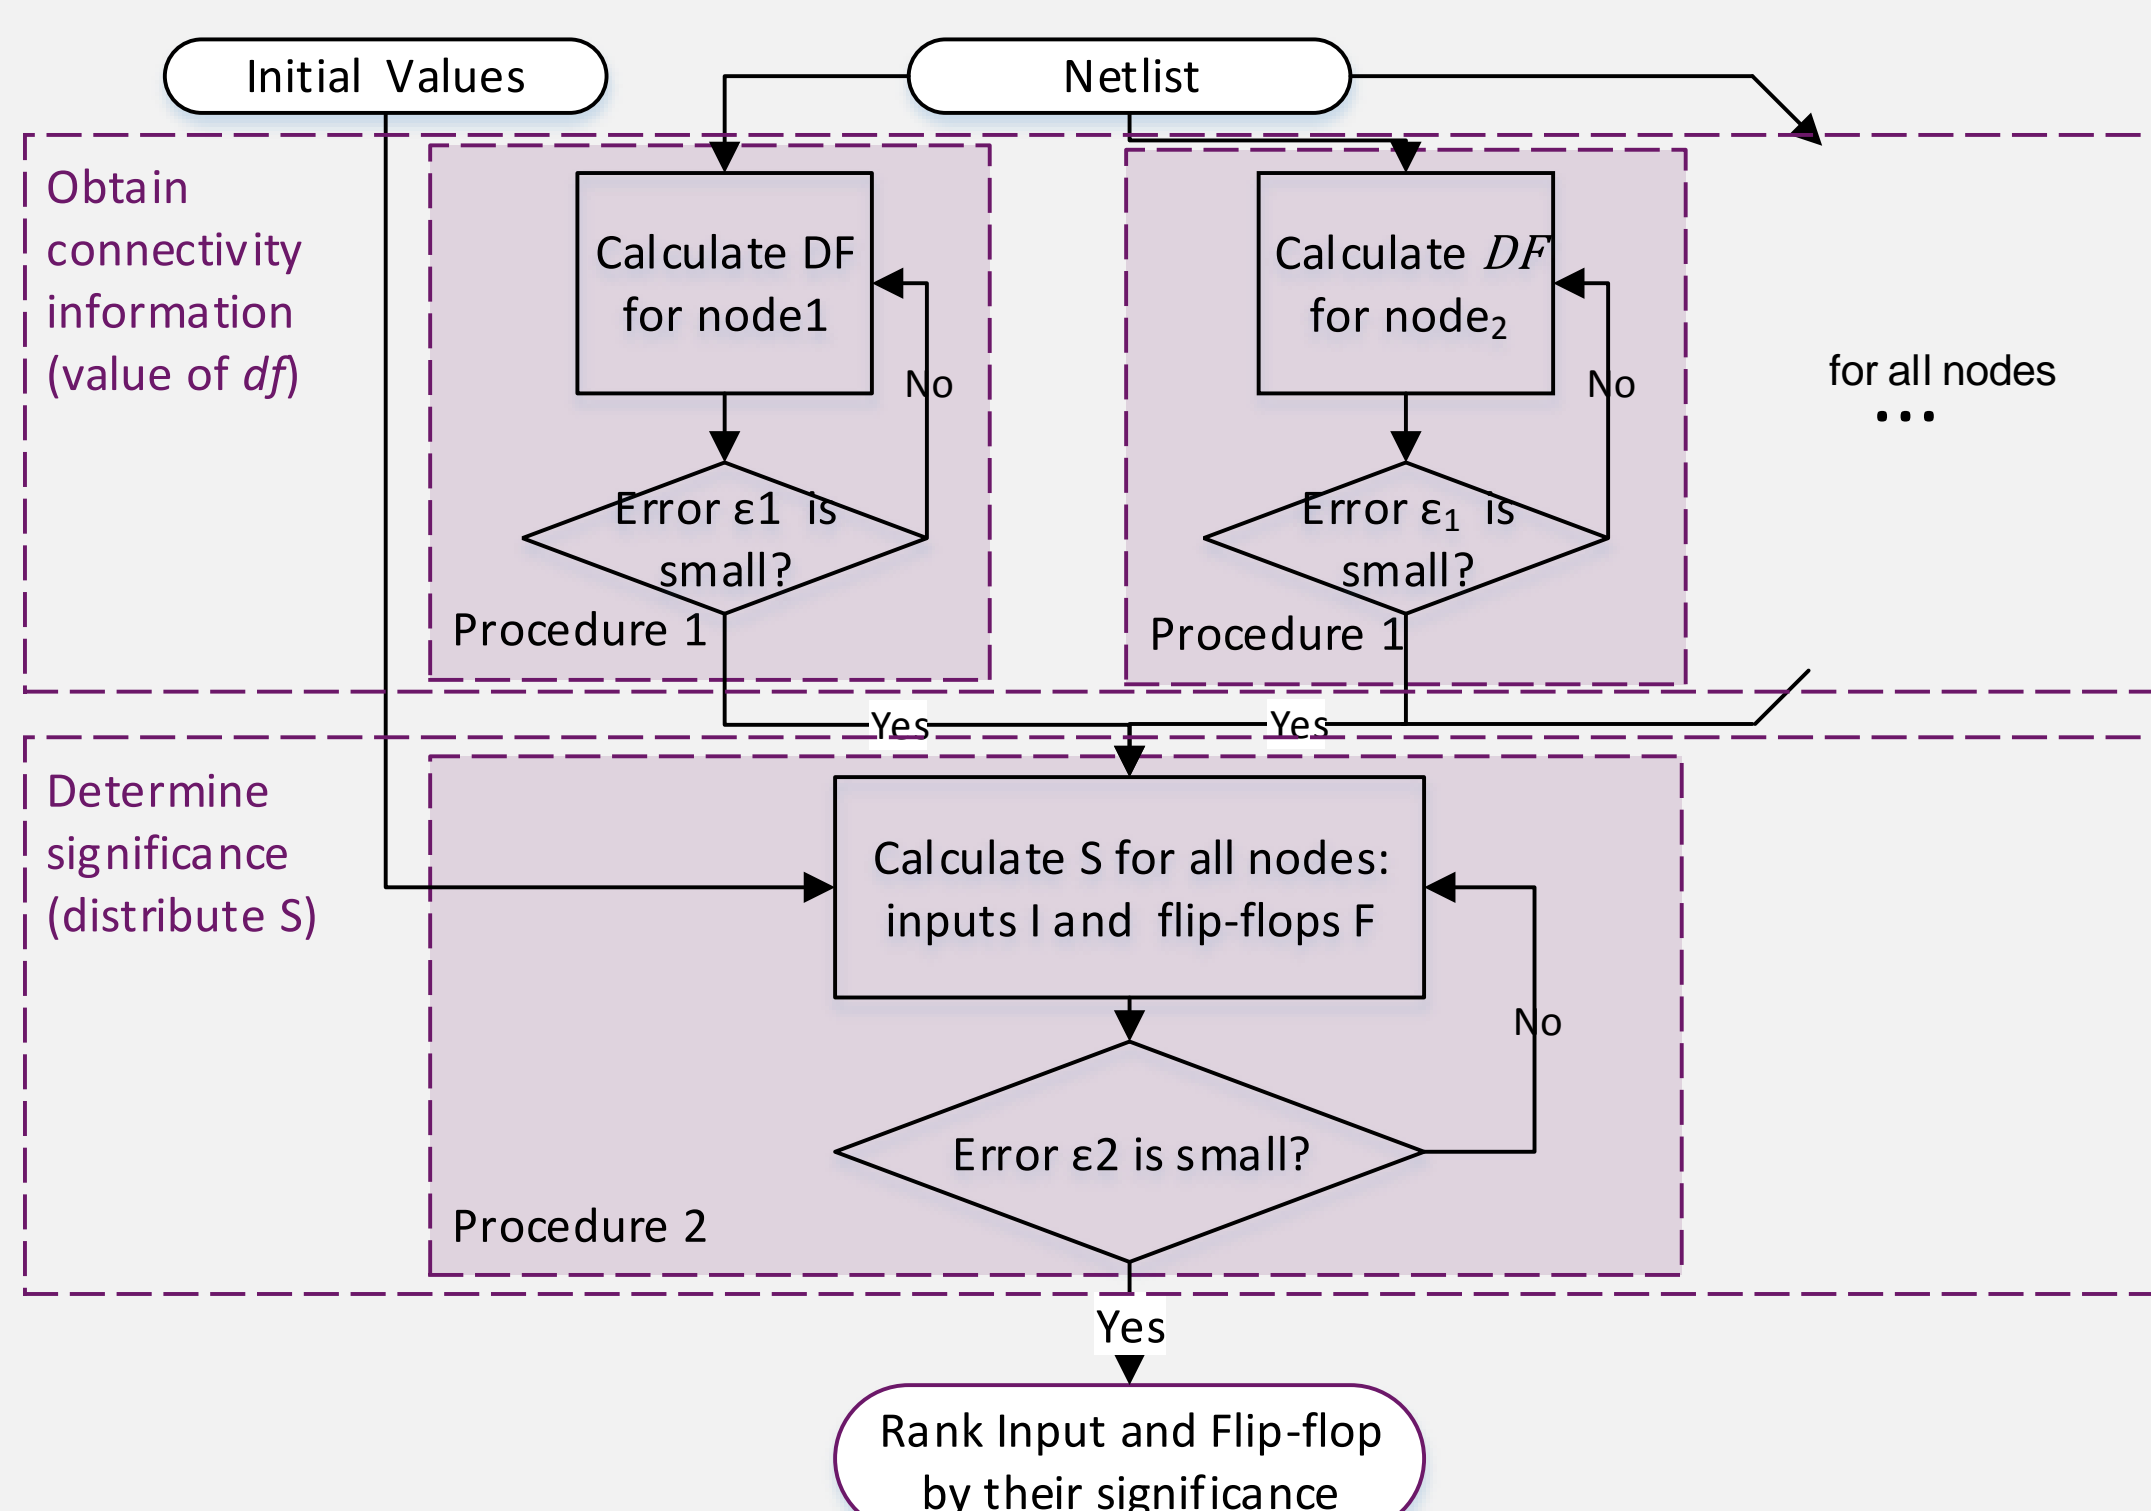 Initial Values
Netlist
Obtain
connectivity
information
(value of df)
Calculate DF
for node1
No
Error ε1 is
small?
Procedure 1
Calculate DF
for node₂
No
Error ε₁ is
small?
Procedure 1
for all nodes
...
Yes
Yes
Determine
significance
(distribute S)
Calculate S for all nodes:
inputs I and flip-flops F
No
Error ε2 is small?
Procedure 2
Yes
Rank Input and Flip-flop
by their significance